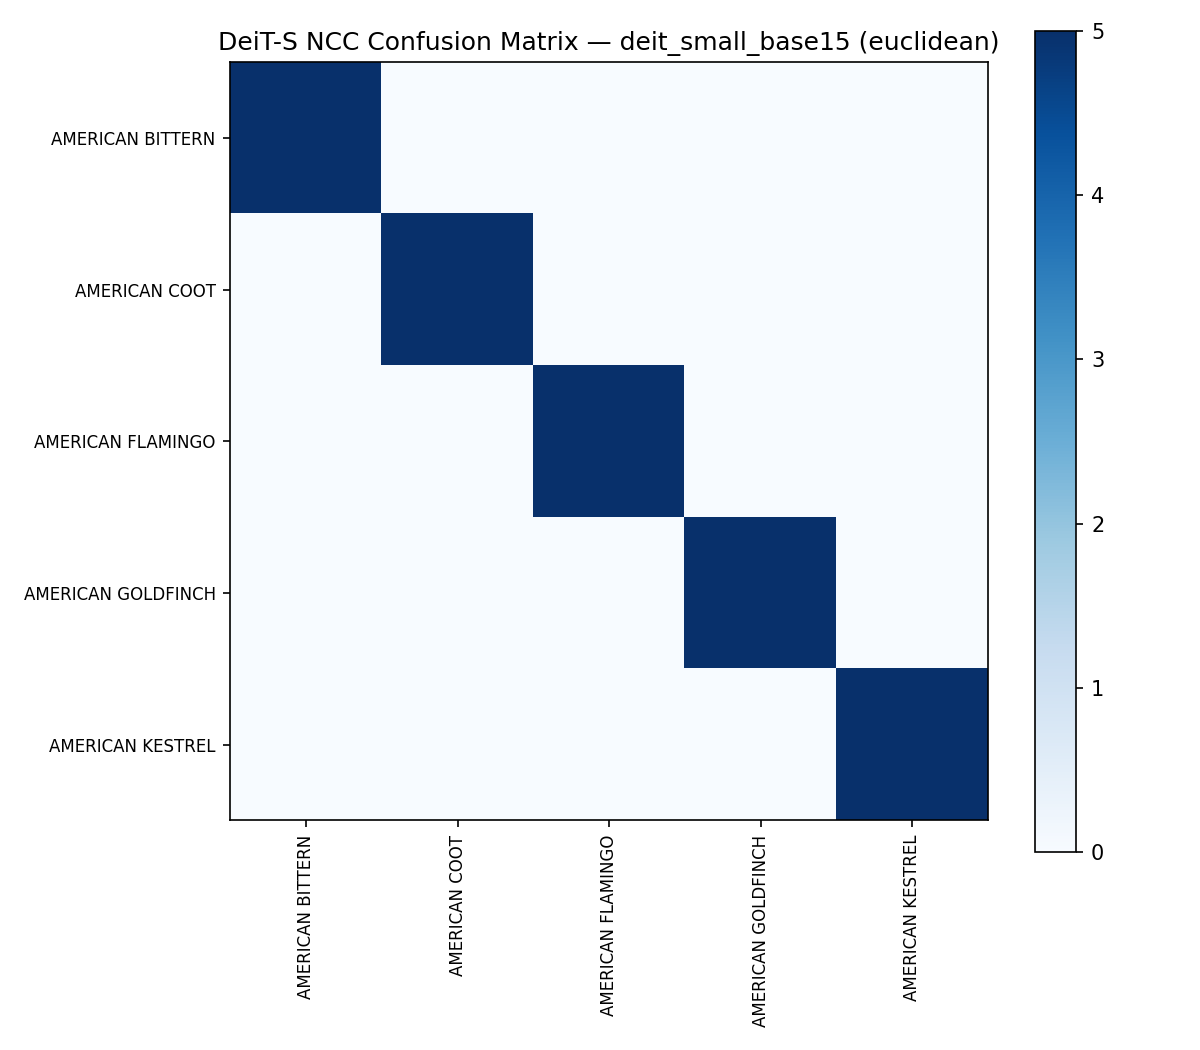 DeiT-S NCC Confusion Matrix — deit_small_base15 (euclidean)
AMERICAN BITTERN
AMERICAN COOT
AMERICAN FLAMINGO
AMERICAN GOLDFINCH
AMERICAN KESTREL
AMERICAN BITTERN
AMERICAN COOT
AMERICAN FLAMINGO
AMERICAN GOLDFINCH
AMERICAN KESTREL
5
4
3
2
1
0